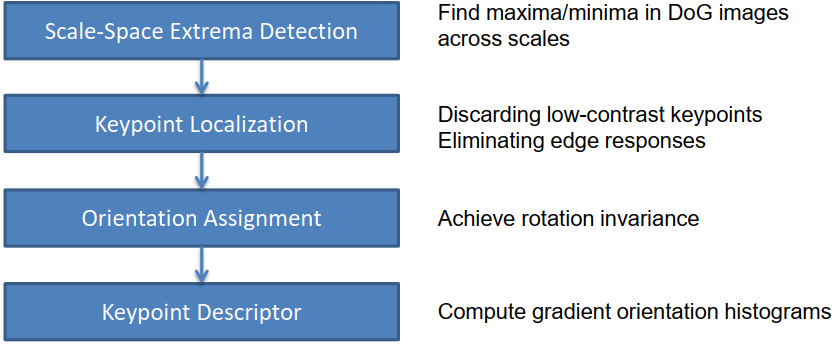 Scale-Space Extrema Detection
Find maxima/minima in DoG images
across scales
Keypoint Localization
Discarding low-contrast keypoints
Eliminating edge responses
Orientation Assignment
Achieve rotation invariance
Keypoint Descriptor
Compute gradient orientation histograms